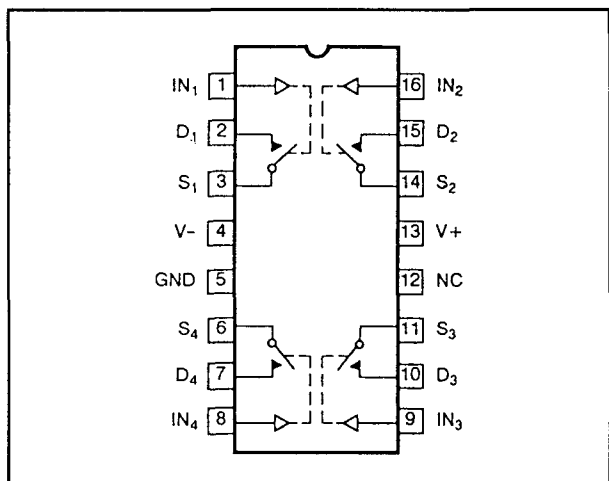 IN₁ 1 16 IN₂
D₁ 2 15 D₂
S₁ 3 14 S₂
V- 4 13 V+
GND 5 12 NC
S₄ 6 11 S₃
D₄ 7 10 D₃
IN₄ 8 9 IN₃